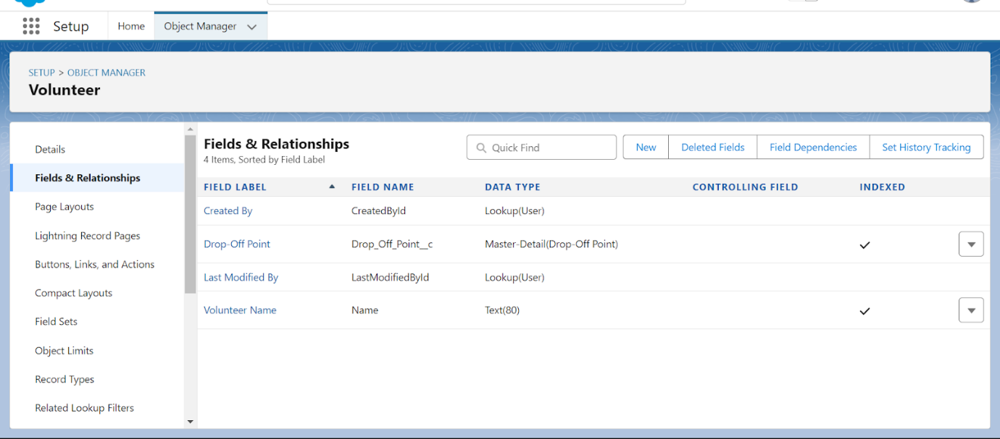 Setup
Home
Object Manager
SETUP > OBJECT MANAGER
Volunteer
Details
Fields & Relationships
Page Layouts
Lightning Record Pages
Buttons, Links, and Actions
Compact Layouts
Field Sets
Object Limits
Record Types
Related Lookup Filters
Fields & Relationships
4 Items, Sorted by Field Label
Quick Find
New
Deleted Fields
Field Dependencies
Set History Tracking
FIELD LABEL FIELD NAME DATA TYPE CONTROLLING FIELD INDEXED
Created By CreatedById Lookup(User)
Drop-Off Point Drop_Off_Point__c Master-Detail(Drop-Off Point)
Last Modified By LastModifiedById Lookup(User)
Volunteer Name Name Text(80)